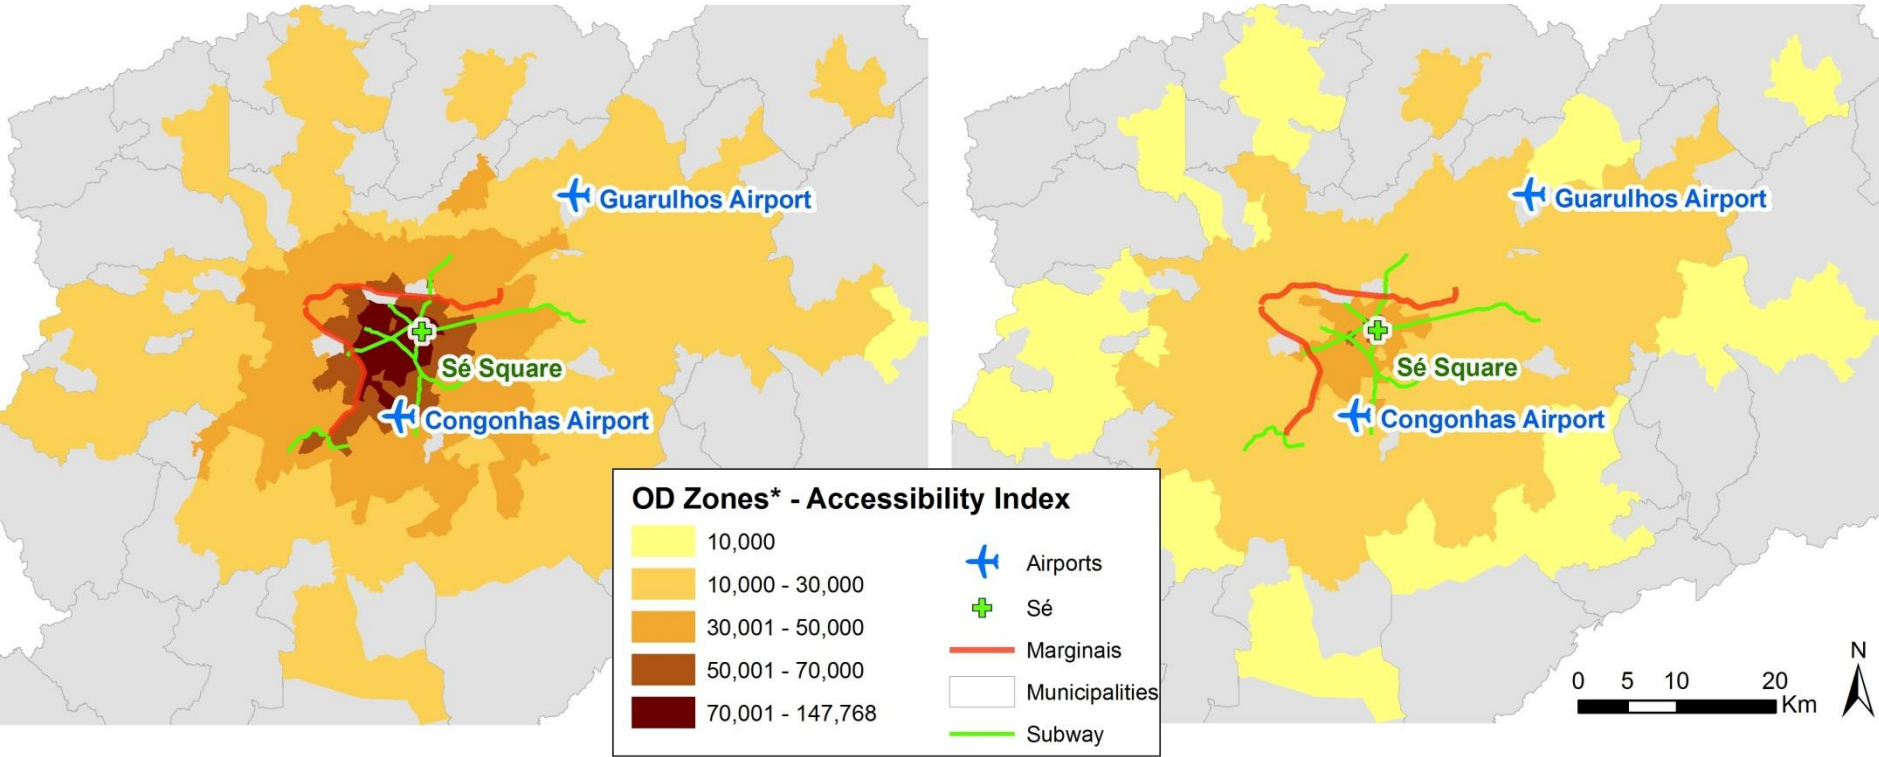 Guarulhos Airport
Sé Square
Congonhas Airport
Guarulhos Airport
Sé Square
Congonhas Airport
OD Zones* - Accessibility Index
10,000
10,000 - 30,000
30,001 - 50,000
50,001 - 70,000
70,001 - 147,768
Airports
Sé
Marginais
Municipalities
Subway
N
0 5 10 20
Km